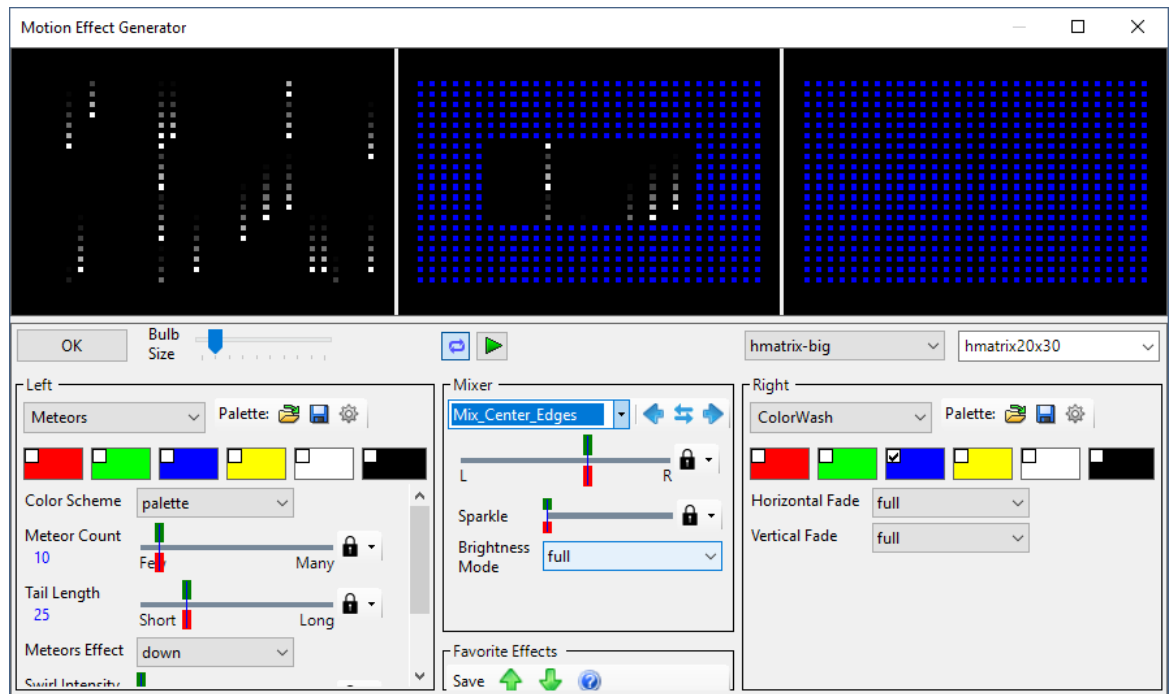 Motion Effect Generator
OK
Bulb Size
hmatrix-big
hmatrix20x30
Left
Meteors
Palette:
Color Scheme
palette
Meteor Count
10
Few
Many
Tail Length
25
Short
Long
Meteors Effect
down
Swirl Intensity
Mixer
Mix_Center_Edges
L
R
Sparkle
Brightness Mode
full
Favorite Effects
Save
Right
ColorWash
Palette:
Horizontal Fade
full
Vertical Fade
full